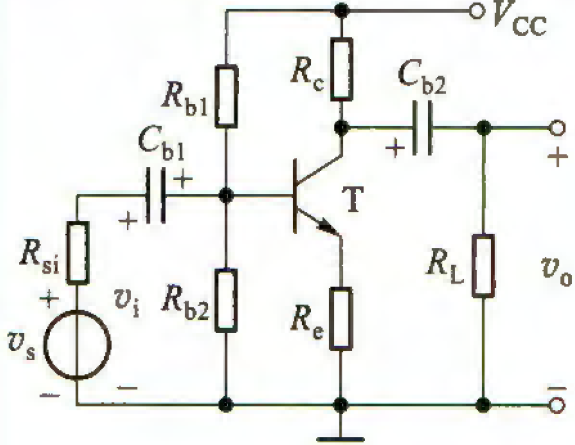 V_CC
R_c
C_b2
R_b1
C_b1
+
+
+
+
T
R_si
R_L
v_o
+
v_i
R_b2
R_e
v_s
−
−
−